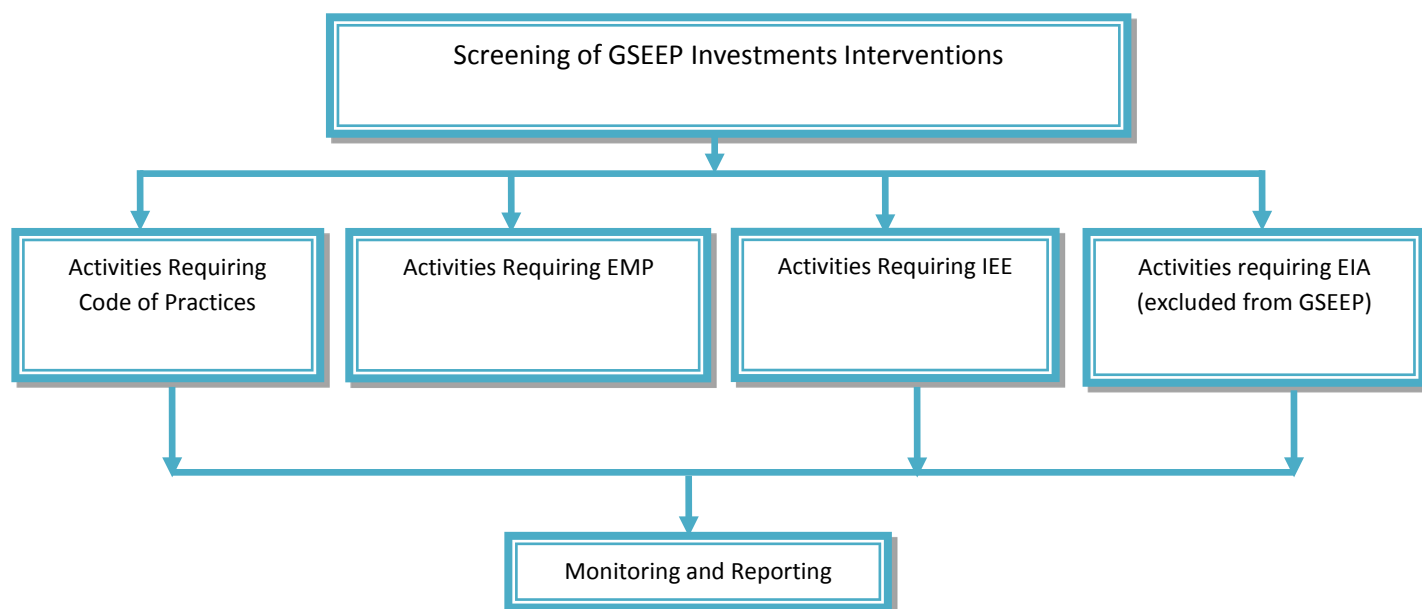 Screening of GSEEP Investments Interventions
Activities Requiring
Code of Practices
Activities Requiring EMP
Activities Requiring IEE
Activities requiring EIA
(excluded from GSEEP)
Monitoring and Reporting